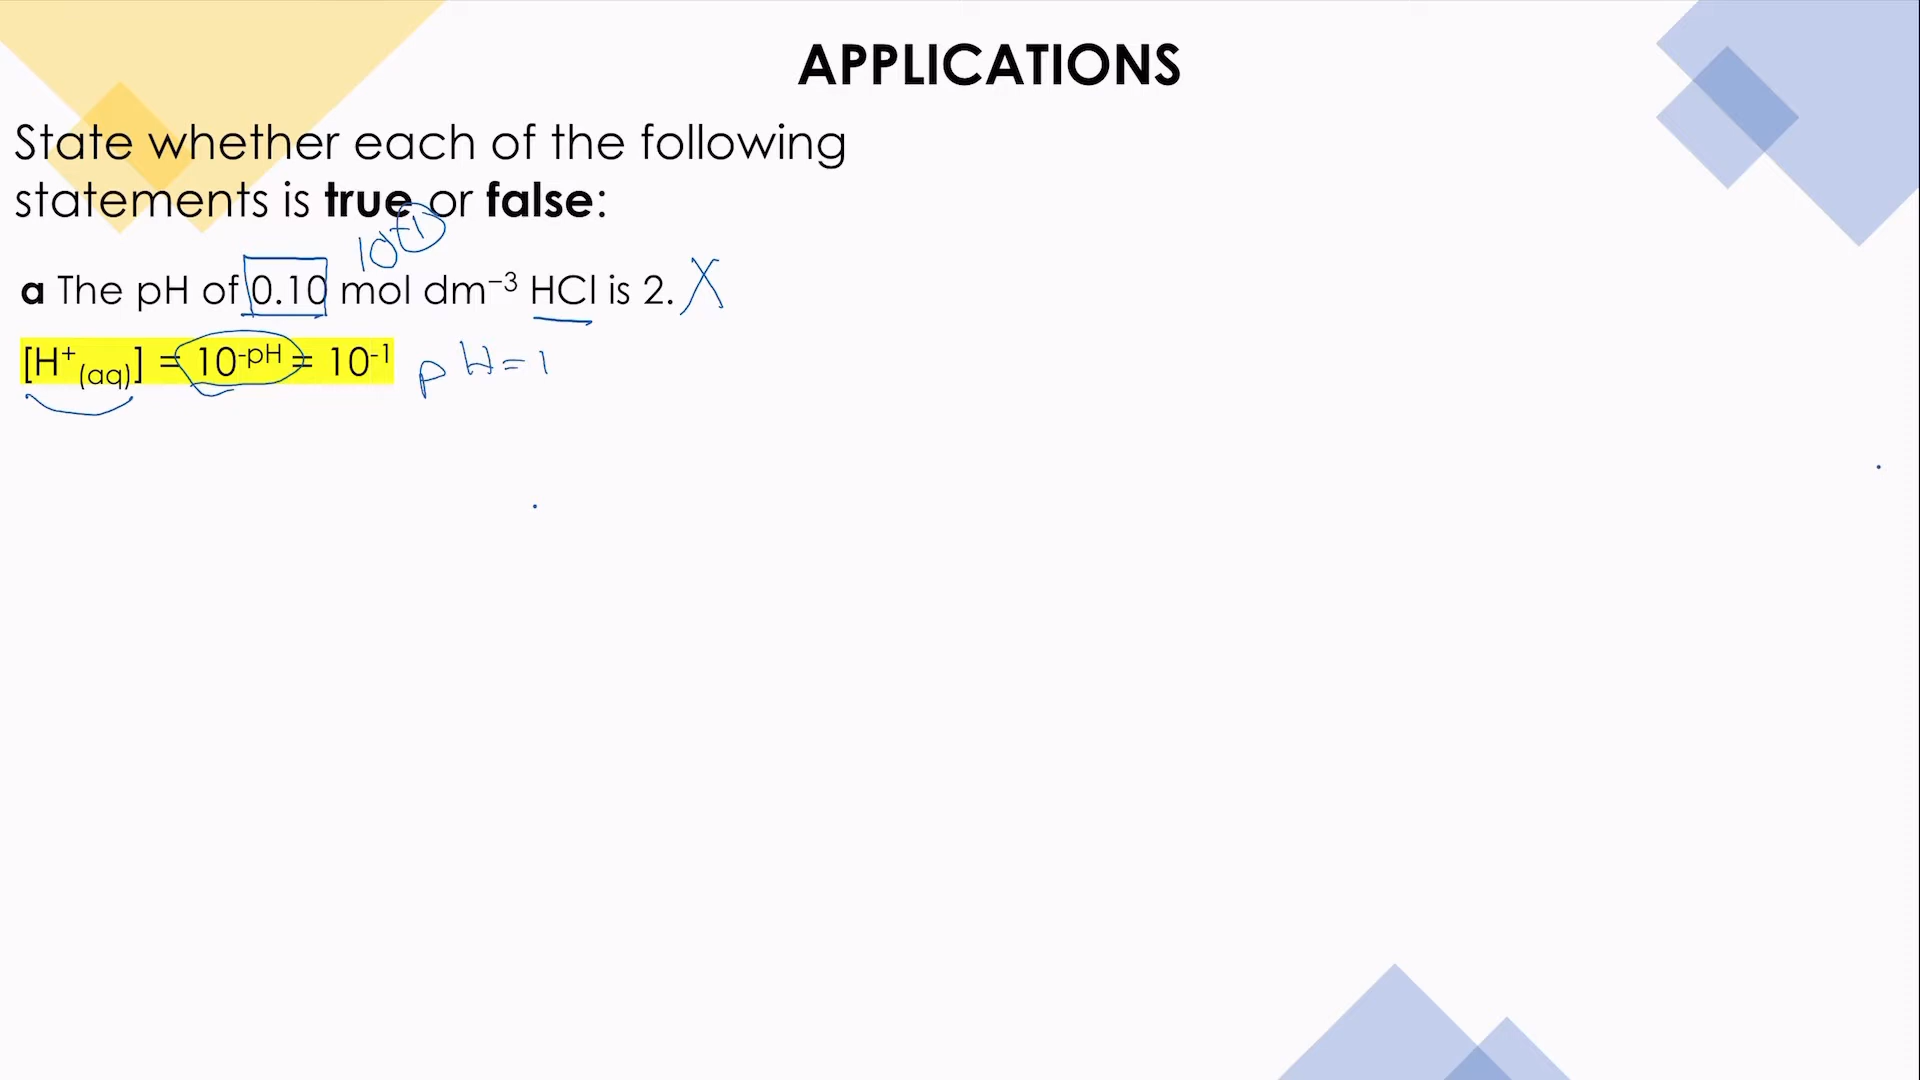 APPLICATIONS
State whether each of the following
statements is true or false:
10⁻¹
a The pH of 0.10 mol dm⁻³ HCl is 2. X
[H⁺₍aq₎] = 10⁻ᵖᴴ = 10⁻¹ pH = 1